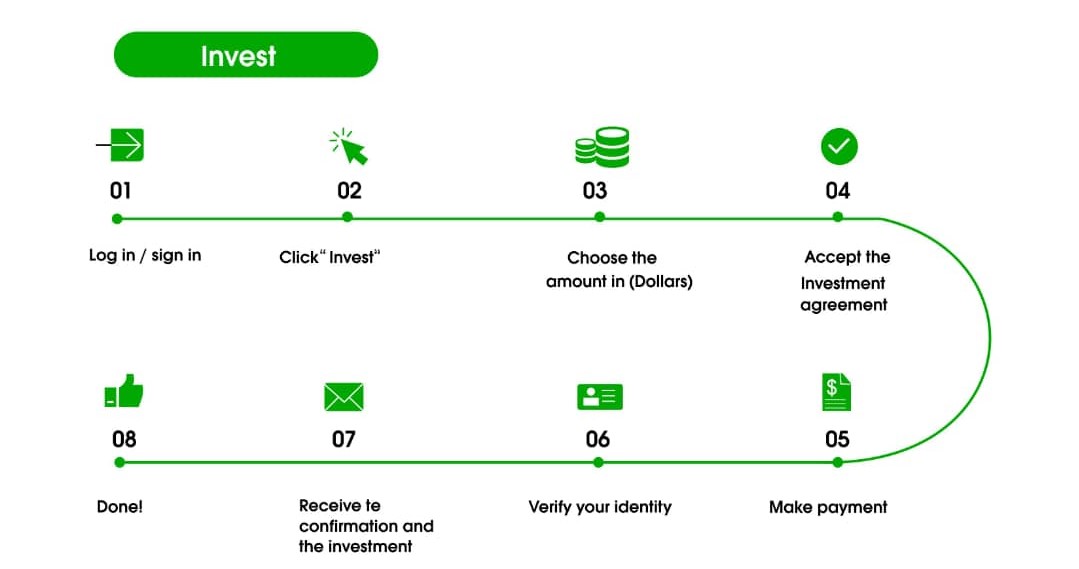 Invest
01
Log in / sign in
02
Click“ Invest”
03
Choose the
amount in (Dollars)
04
Accept the
Investment
agreement
$
05
Make payment
06
Verify your identity
07
Receive te
confirmation and
the investment
08
Done!